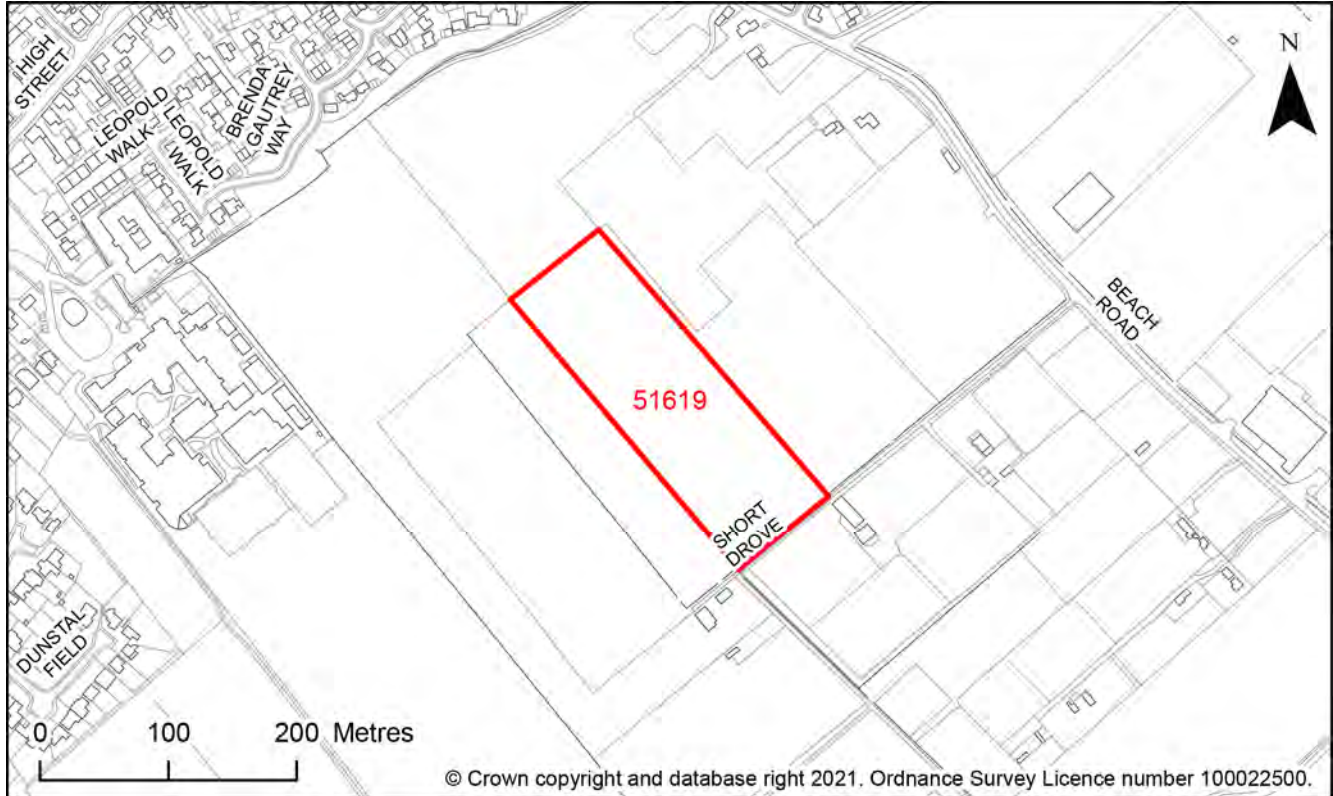 HIGH
STREET
LEOPOLD
WALK
LEOPOLD
WALK
BRENDA
GAUTREY
WAY
N
BEACH
ROAD
51619
SHORT
DROVE
DUNSTAL
FIELD
0 100 200 Metres
© Crown copyright and database right 2021. Ordnance Survey Licence number 100022500.